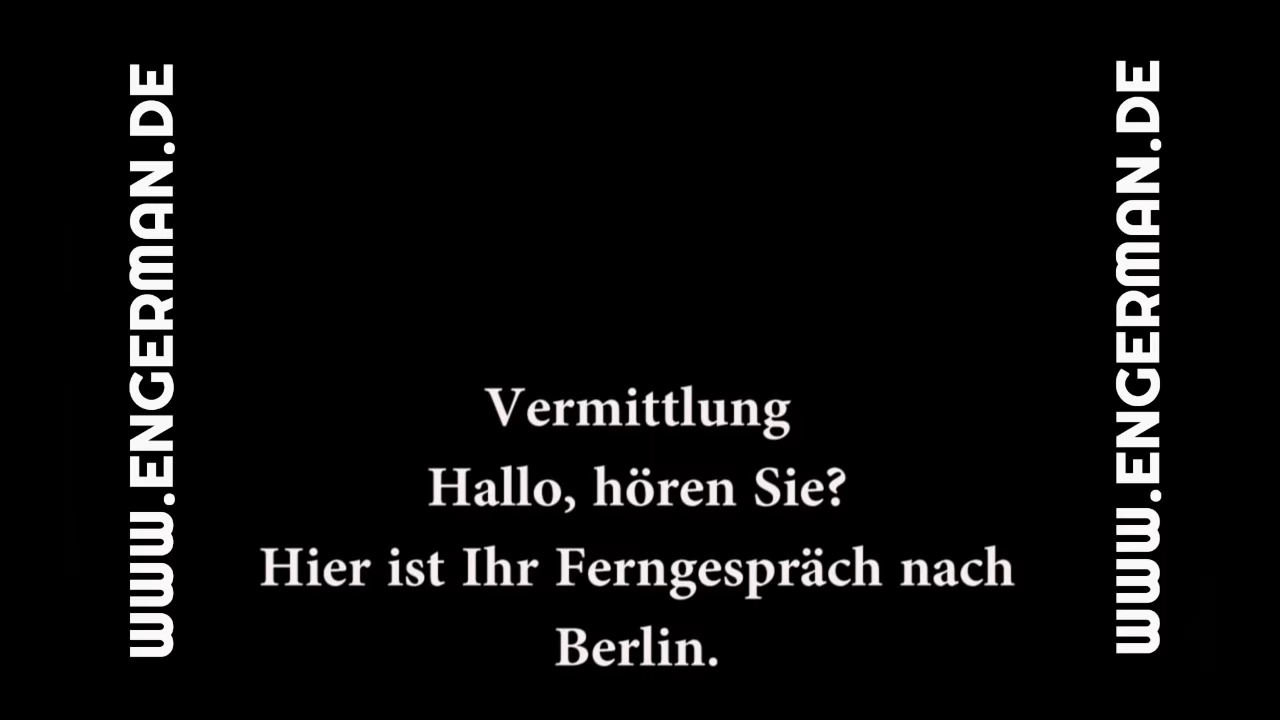 WWW.ENGERMAN.DE
Vermittlung
Hallo, hören Sie?
Hier ist Ihr Ferngespräch nach
Berlin.
WWW.ENGERMAN.DE